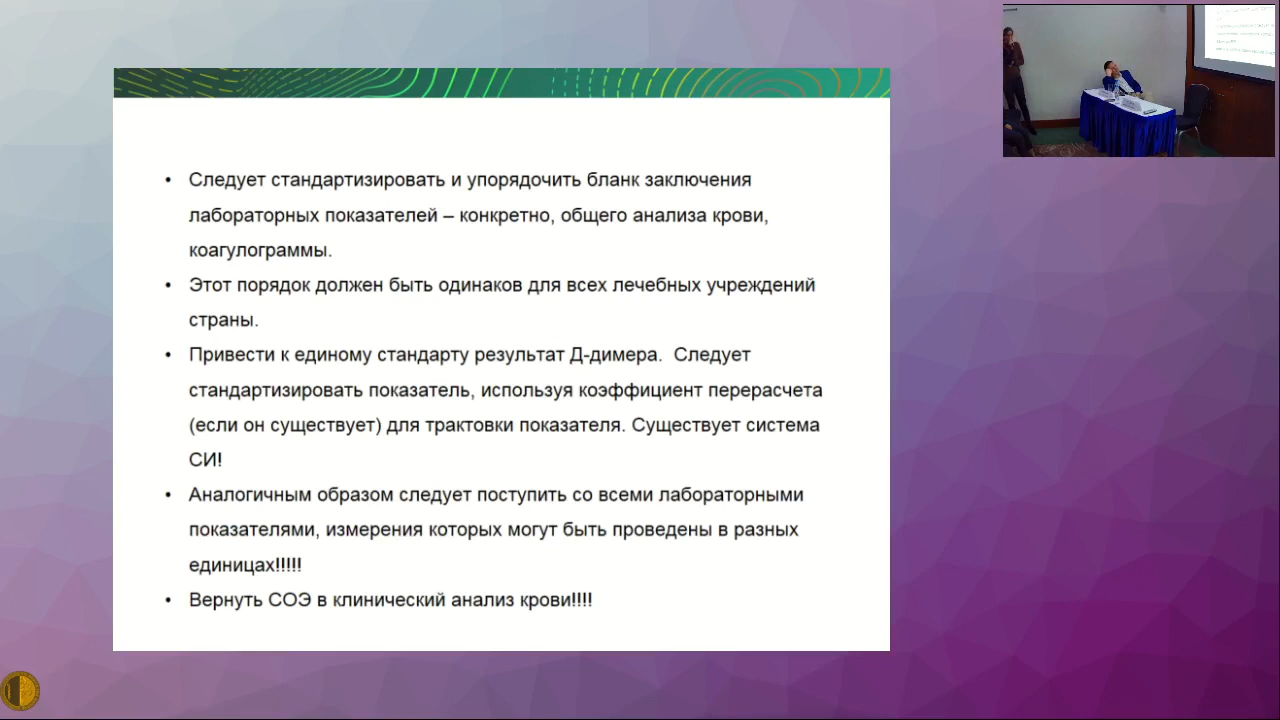 • Следует стандартизировать и упорядочить бланк заключения
лабораторных показателей – конкретно, общего анализа крови,
коагулограммы.
• Этот порядок должен быть одинаков для всех лечебных учреждений
страны.
• Привести к единому стандарту результат Д-димера.  Следует
стандартизировать показатель, используя коэффициент перерасчета
(если он существует) для трактовки показателя. Существует система
СИ!
• Аналогичным образом следует поступить со всеми лабораторными
показателями, измерения которых могут быть проведены в разных
единицах!!!!!
• Вернуть СОЭ в клинический анализ крови!!!!